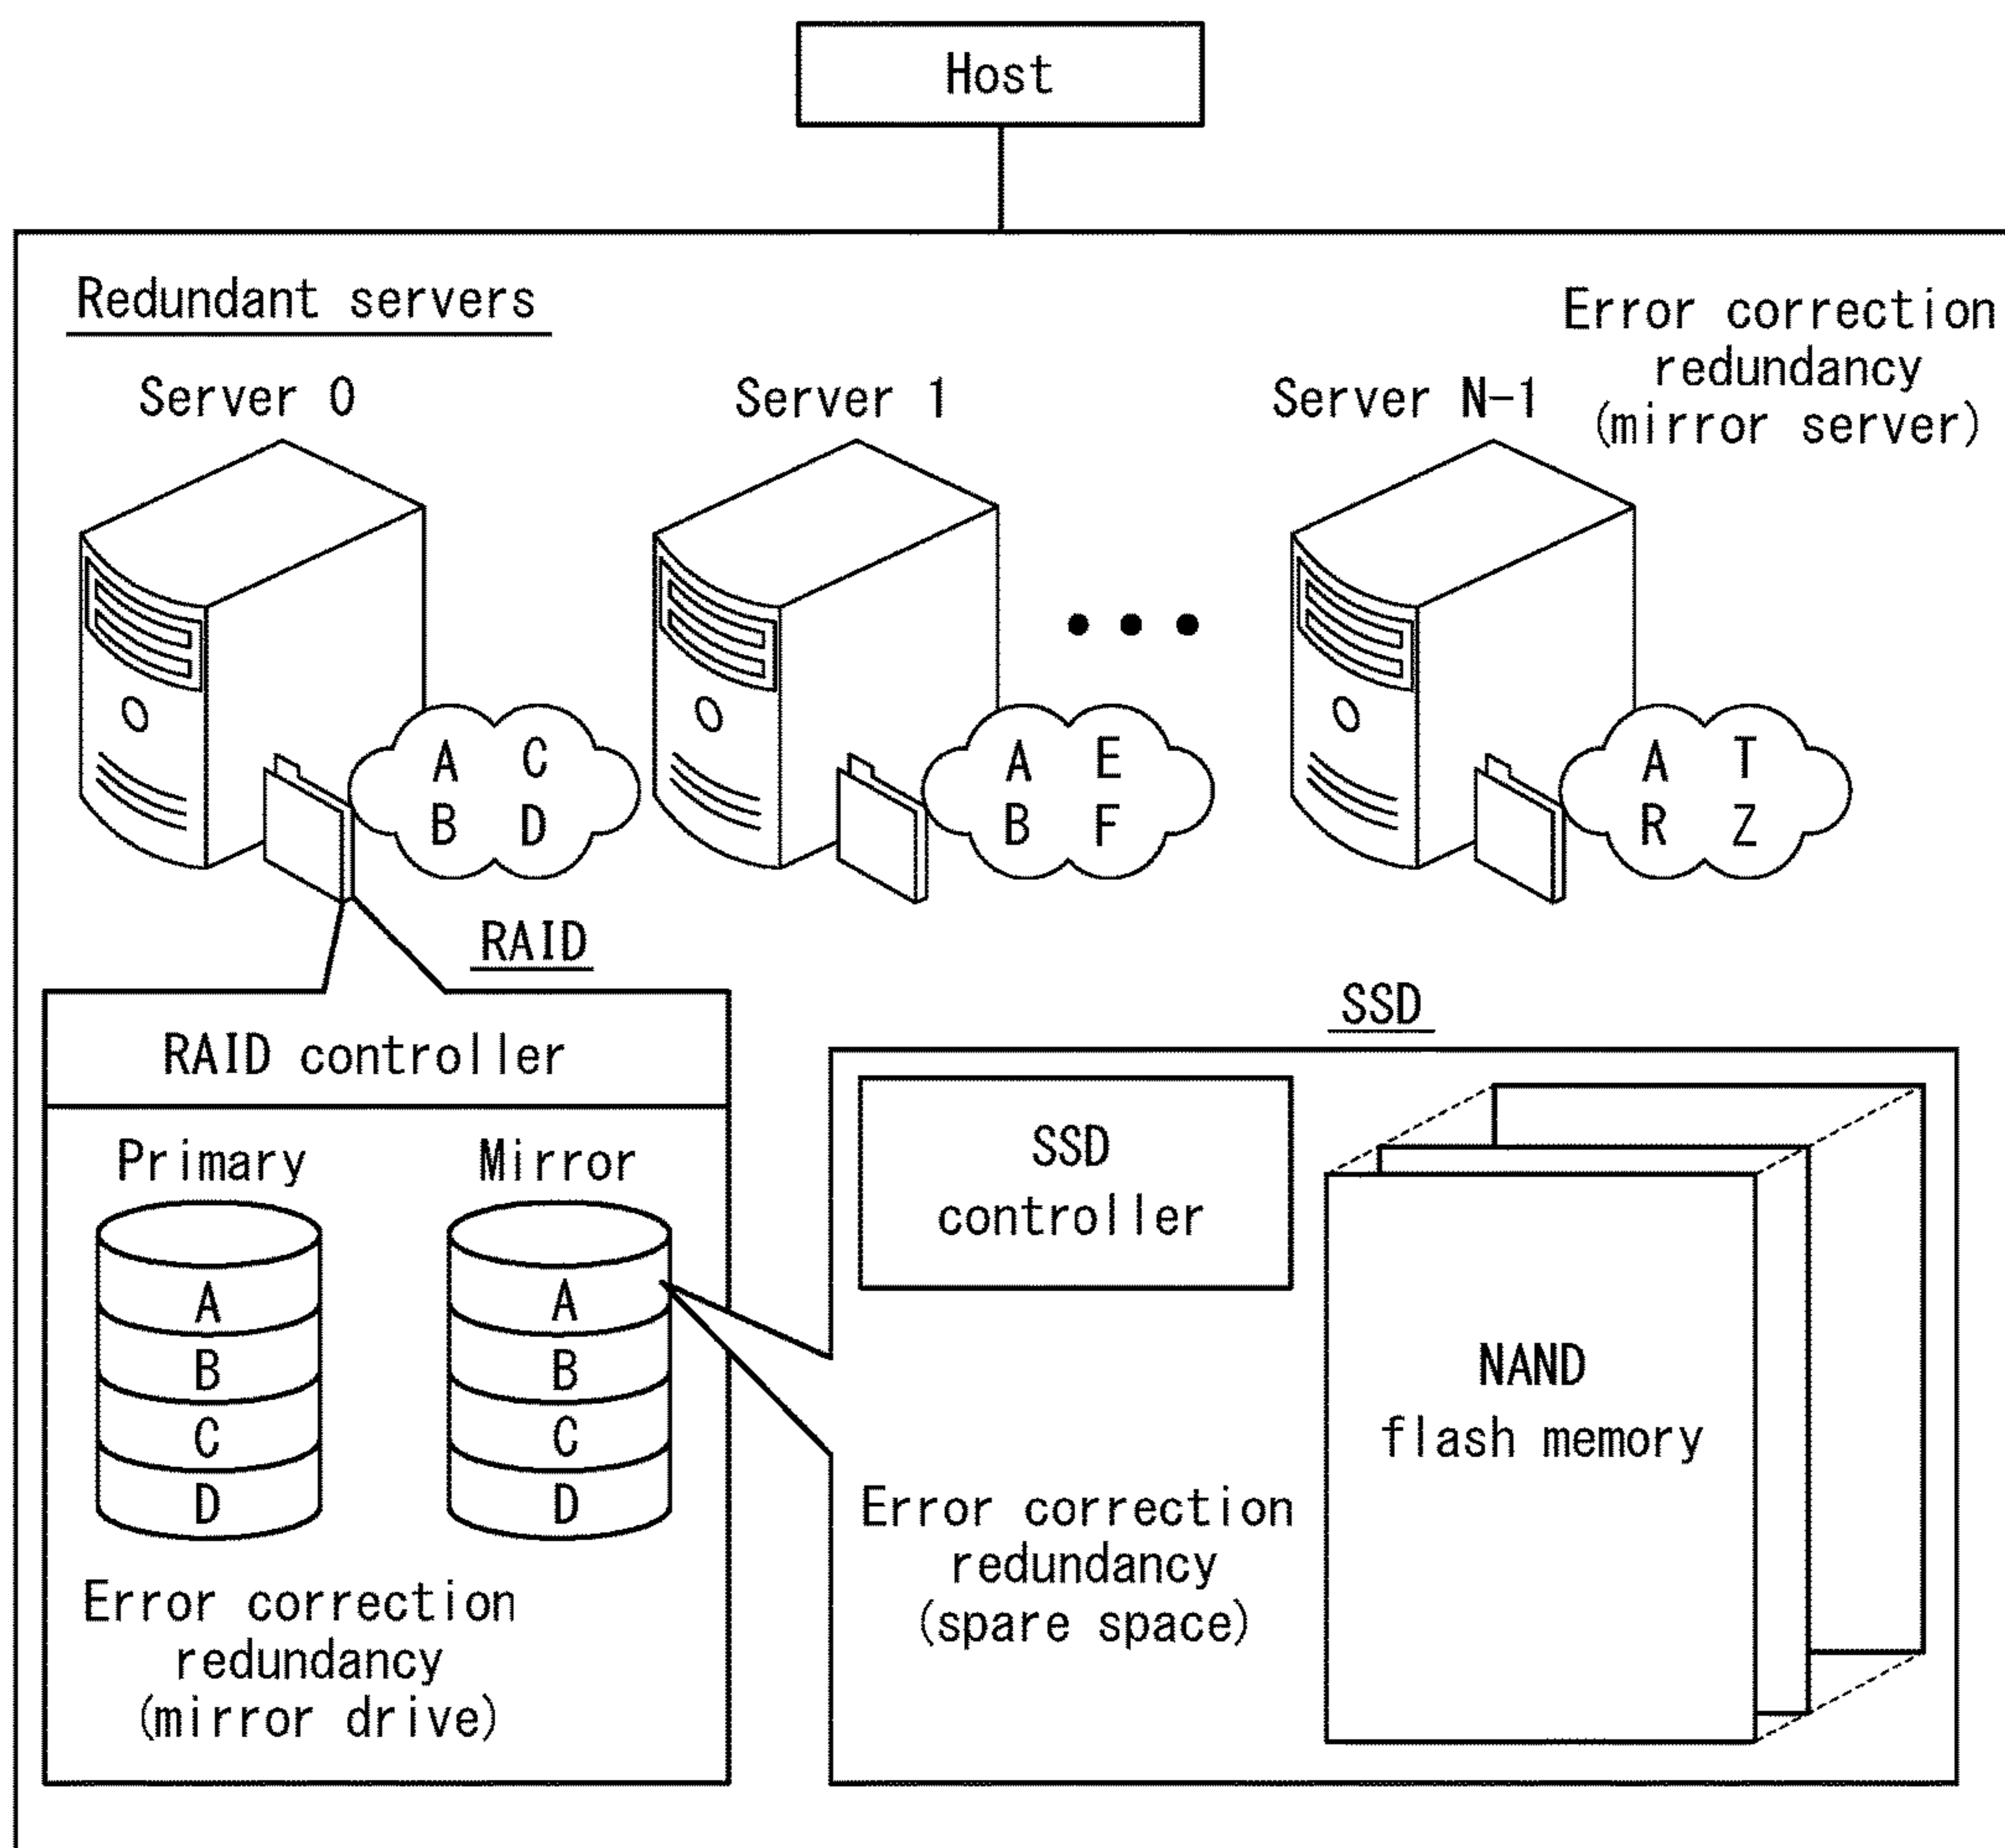 Host
Redundant servers
Error correction
redundancy
(mirror server)
Server 0
Server 1
Server N-1
A C
B D
A E
B F
A T
R Z
RAID
RAID controller
Primary
Mirror
A
B
C
D
A
B
C
D
Error correction
redundancy
(mirror drive)
SSD
SSD
controller
NAND
flash memory
Error correction
redundancy
(spare space)